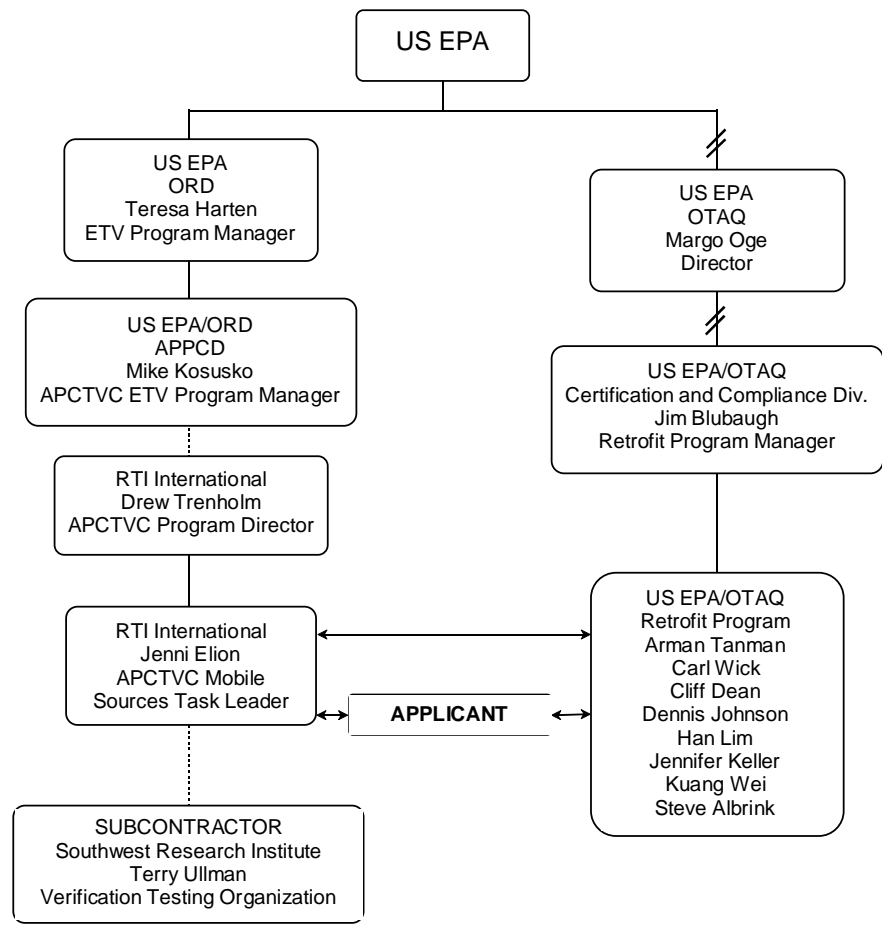 US EPA
US EPA
ORD
Teresa Harten
ETV Program Manager
US EPA
OTAQ
Margo Oge
Director
US EPA/ORD
APPCD
Mike Kosusko
APCTVC ETV Program Manager
US EPA/OTAQ
Certification and Compliance Div.
Jim Blubaugh
Retrofit Program Manager
RTI International
Drew Trenholm
APCTVC Program Director
RTI International
Jenni Elion
APCTVC Mobile
Sources Task Leader
APPLICANT
US EPA/OTAQ
Retrofit Program
Arman Tanman
Carl Wick
Cliff Dean
Dennis Johnson
Han Lim
Jennifer Keller
Kuang Wei
Steve Albrink
SUBCONTRACTOR
Southwest Research Institute
Terry Ullman
Verification Testing Organization